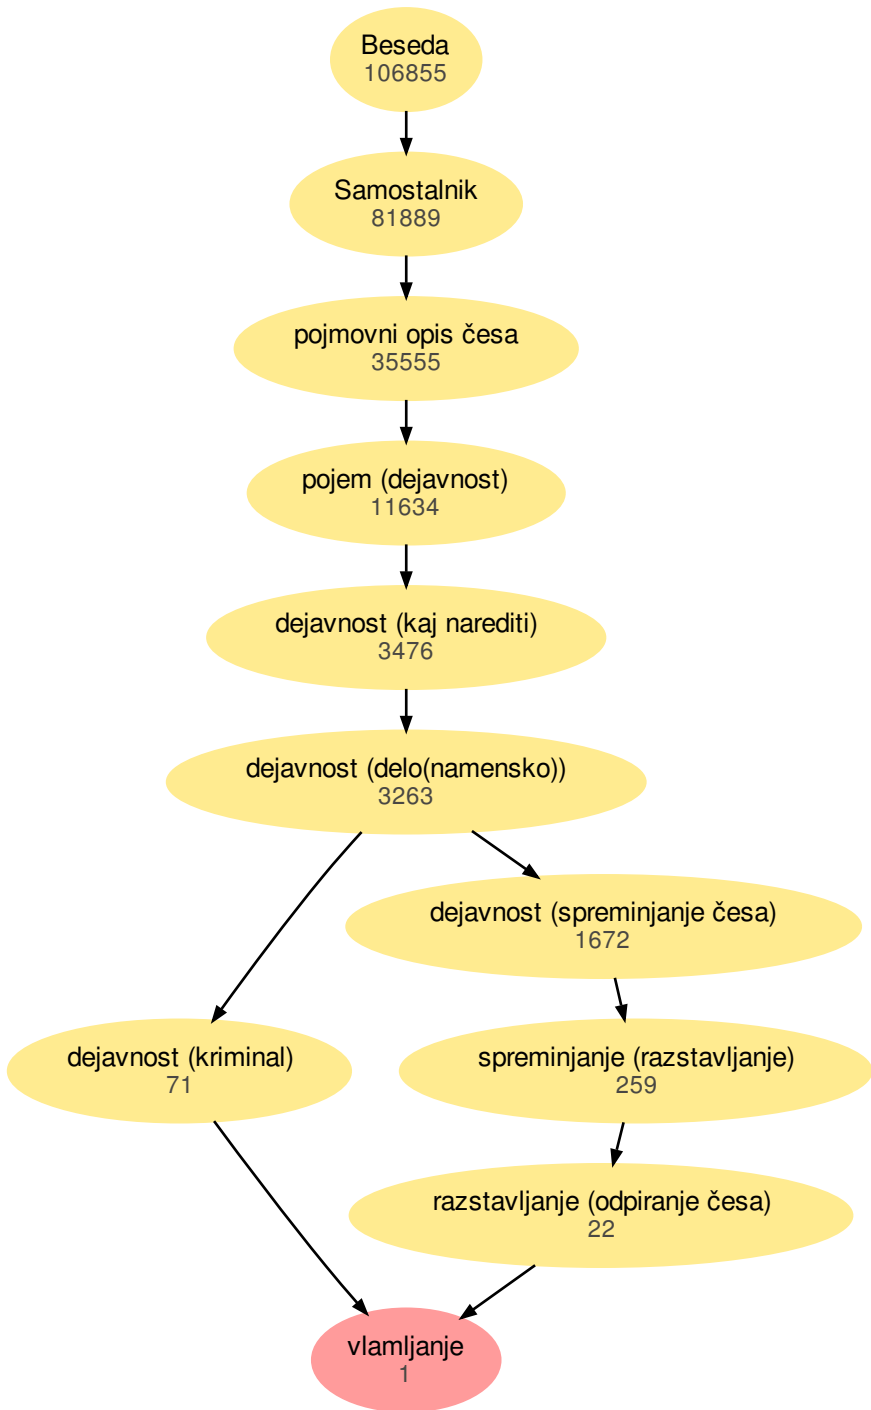 Beseda
106855
Samostalnik
81889
pojmovni opis česa
35555
pojem (dejavnost)
11634
dejavnost (kaj narediti)
3476
dejavnost (delo(namensko))
3263
dejavnost (spreminjanje česa)
1672
dejavnost (kriminal)
71
spreminjanje (razstavljanje)
259
razstavljanje (odpiranje česa)
22
vlamljanje
1